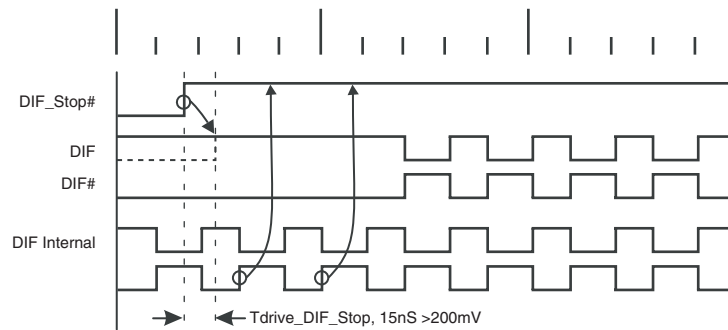 DIF_Stop#
DIF
DIF#
DIF Internal
Tdrive_DIF_Stop, 15nS >200mV